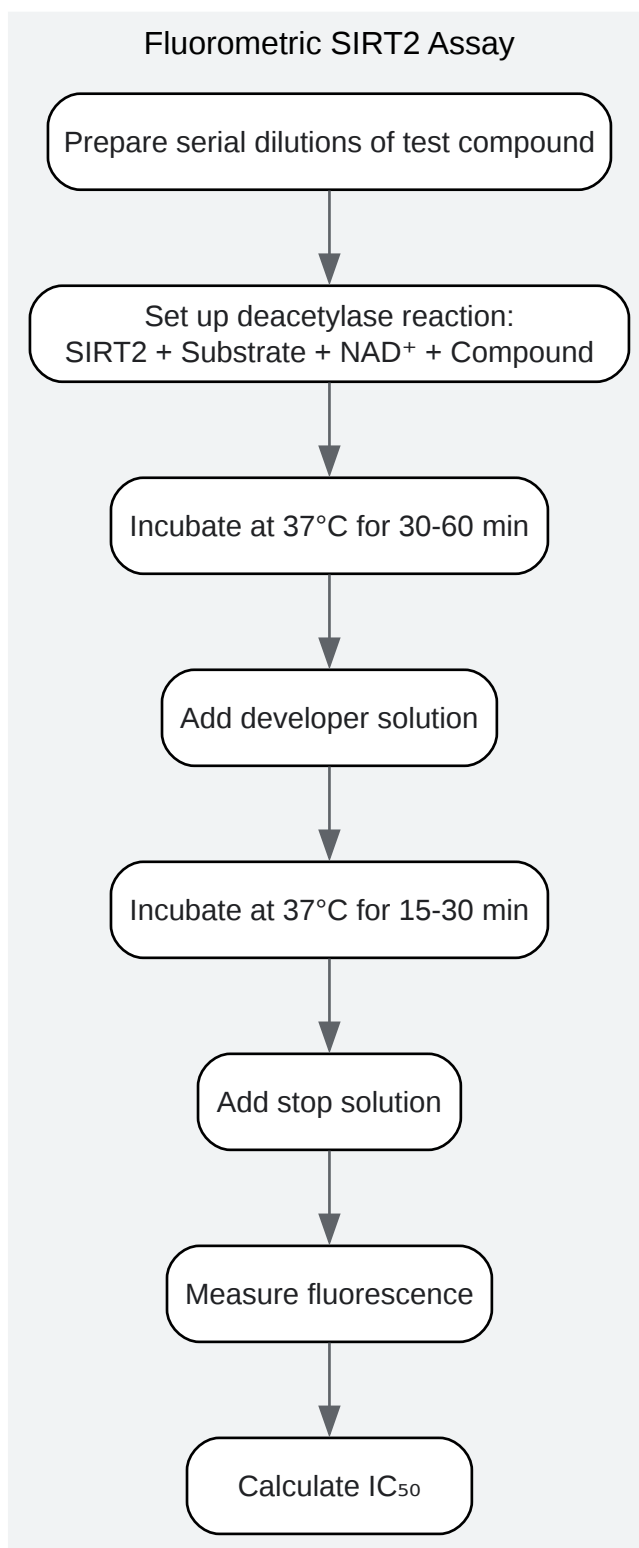 Fluorometric SIRT2 Assay
Prepare serial dilutions of test compound
Set up deacetylase reaction:
SIRT2 + Substrate + NAD⁺ + Compound
Incubate at 37°C for 30-60 min
Add developer solution
Incubate at 37°C for 15-30 min
Add stop solution
Measure fluorescence
Calculate IC₅₀